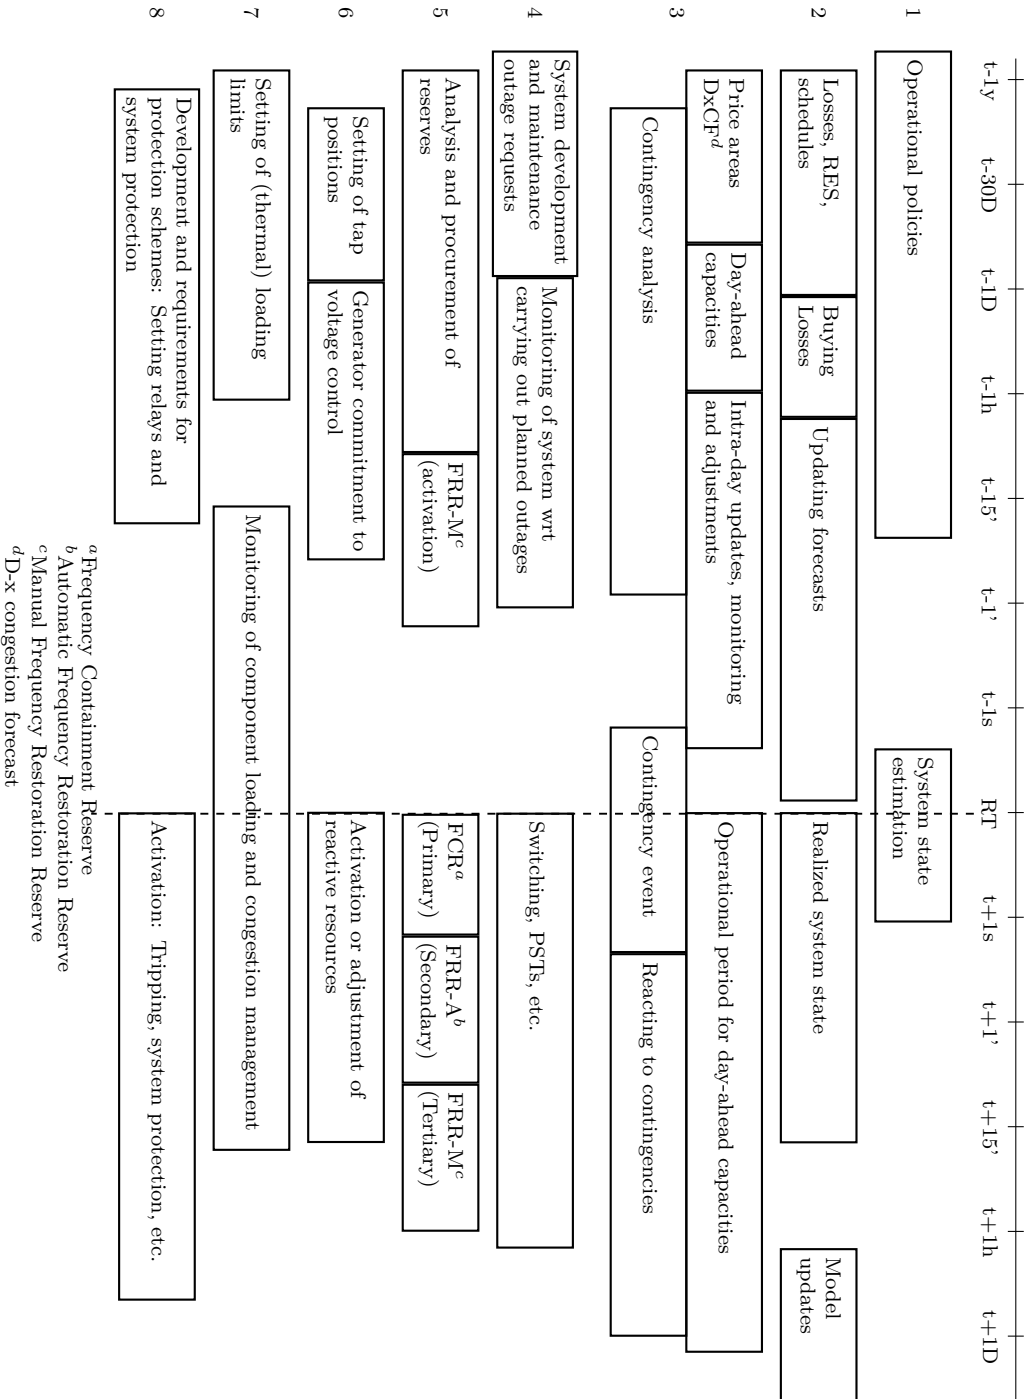 t-1y
t-30D
t-1D
t-1h
t-15'
t-1'
t-1s
RT
t+1s
t+1'
t+15'
t+1h
t+1D
1
Operational policies
System state
estimation
2
Losses, RES,
schedules
Buying
Losses
Updating forecasts
Realized system state
Model
updates
3
Price areas
DxCF^d
Day-ahead
capacities
Intra-day updates, monitoring
and adjustments
Operational period for day-ahead capacities
Contingency analysis
Contingency event
Reacting to contingencies
4
System development
and maintenance
outage requests
Monitoring of system wrt
carrying out planned outages
Switching, PSTs, etc.
5
Analysis and procurement of
reserves
FRR-M^c
(activation)
FCR^a
(Primary)
FRR-A^b
(Secondary)
FRR-M^c
(Tertiary)
6
Setting of tap
positions
Generator commitment to
voltage control
Activation or adjustment of
reactive resources
7
Setting of (thermal) loading
limits
Monitoring of component loading and congestion management
8
Development and requirements for
protection schemes: Setting relays and
system protection
Activation: Tripping, system protection, etc.
^a Frequency Containment Reserve
^b Automatic Frequency Restoration Reserve
^c Manual Frequency Restoration Reserve
^d D-x congestion forecast